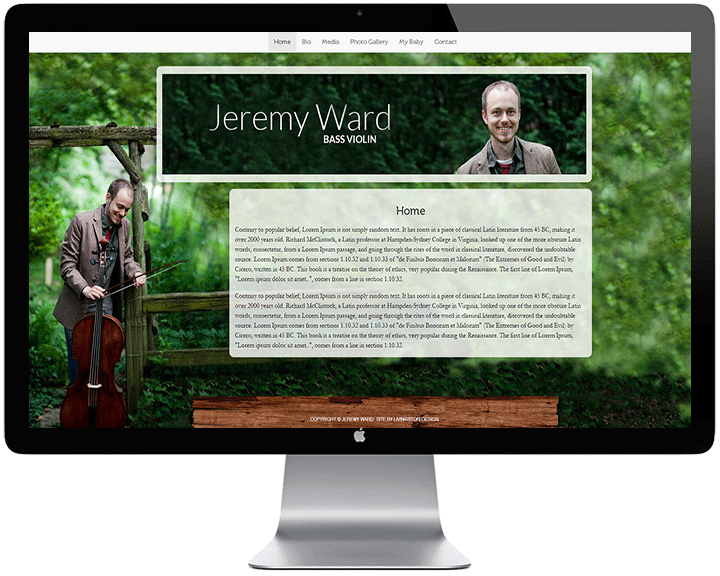 Home Bio Media Photo Gallery My Baby Contact
Jeremy Ward
BASS VIOLIN
Home
Contrary to popular belief, Lorem Ipsum is not simply random text. It has roots in a piece of classical Latin literature from 45 BC, making it
over 2000 years old. Richard McClintock, a Latin professor at Hampden-Sydney College in Virginia, looked up one of the more obscure Latin
words, consectetur, from a Lorem Ipsum passage, and going through the cites of the word in classical literature, discovered the undoubtable
source. Lorem Ipsum comes from sections 1.10.32 and 1.10.33 of "de Finibus Bonorum et Malorum" (The Extremes of Good and Evil) by
Cicero, written in 45 BC. This book is a treatise on the theory of ethics, very popular during the Renaissance. The first line of Lorem Ipsum,
"Lorem ipsum dolor sit amet..", comes from a line in section 1.10.32.
Contrary to popular belief, Lorem Ipsum is not simply random text. It has roots in a piece of classical Latin literature from 45 BC, making it
over 2000 years old. Richard McClintock, a Latin professor at Hampden-Sydney College in Virginia, looked up one of the more obscure Latin
words, consectetur, from a Lorem Ipsum passage, and going through the cites of the word in classical literature, discovered the undoubtable
source. Lorem Ipsum comes from sections 1.10.32 and 1.10.33 of "de Finibus Bonorum et Malorum" (The Extremes of Good and Evil) by
Cicero, written in 45 BC. This book is a treatise on the theory of ethics, very popular during the Renaissance. The first line of Lorem Ipsum,
"Lorem ipsum dolor sit amet..", comes from a line in section 1.10.32.
COPYRIGHT © JEREMY WARD SITE BY LIVINGSTON DESIGN